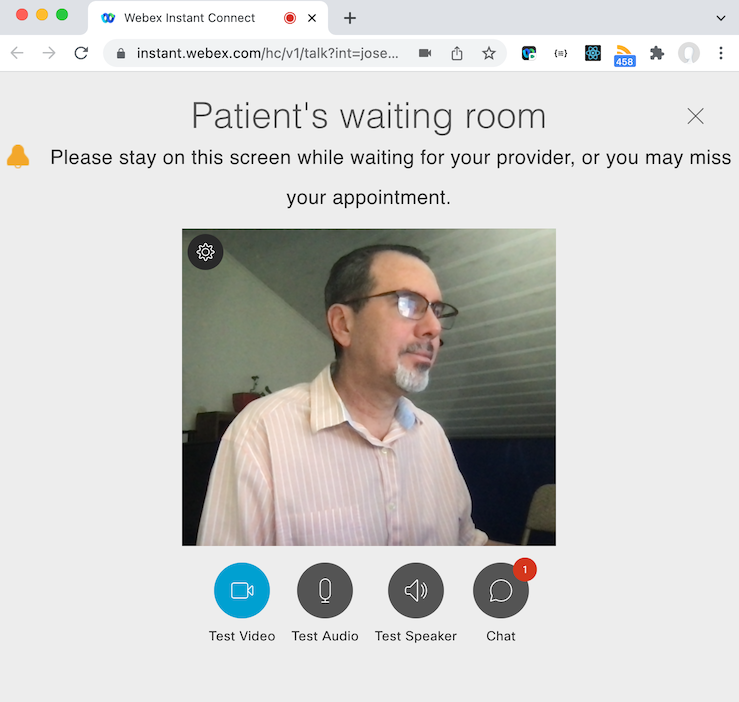 Webex Instant Connect
instant.webex.com/hc/v1/talk?int=jose...
{=}
458
Patient's waiting room
Please stay on this screen while waiting for your provider, or you may miss
your appointment.
1
Test Video Test Audio Test Speaker Chat